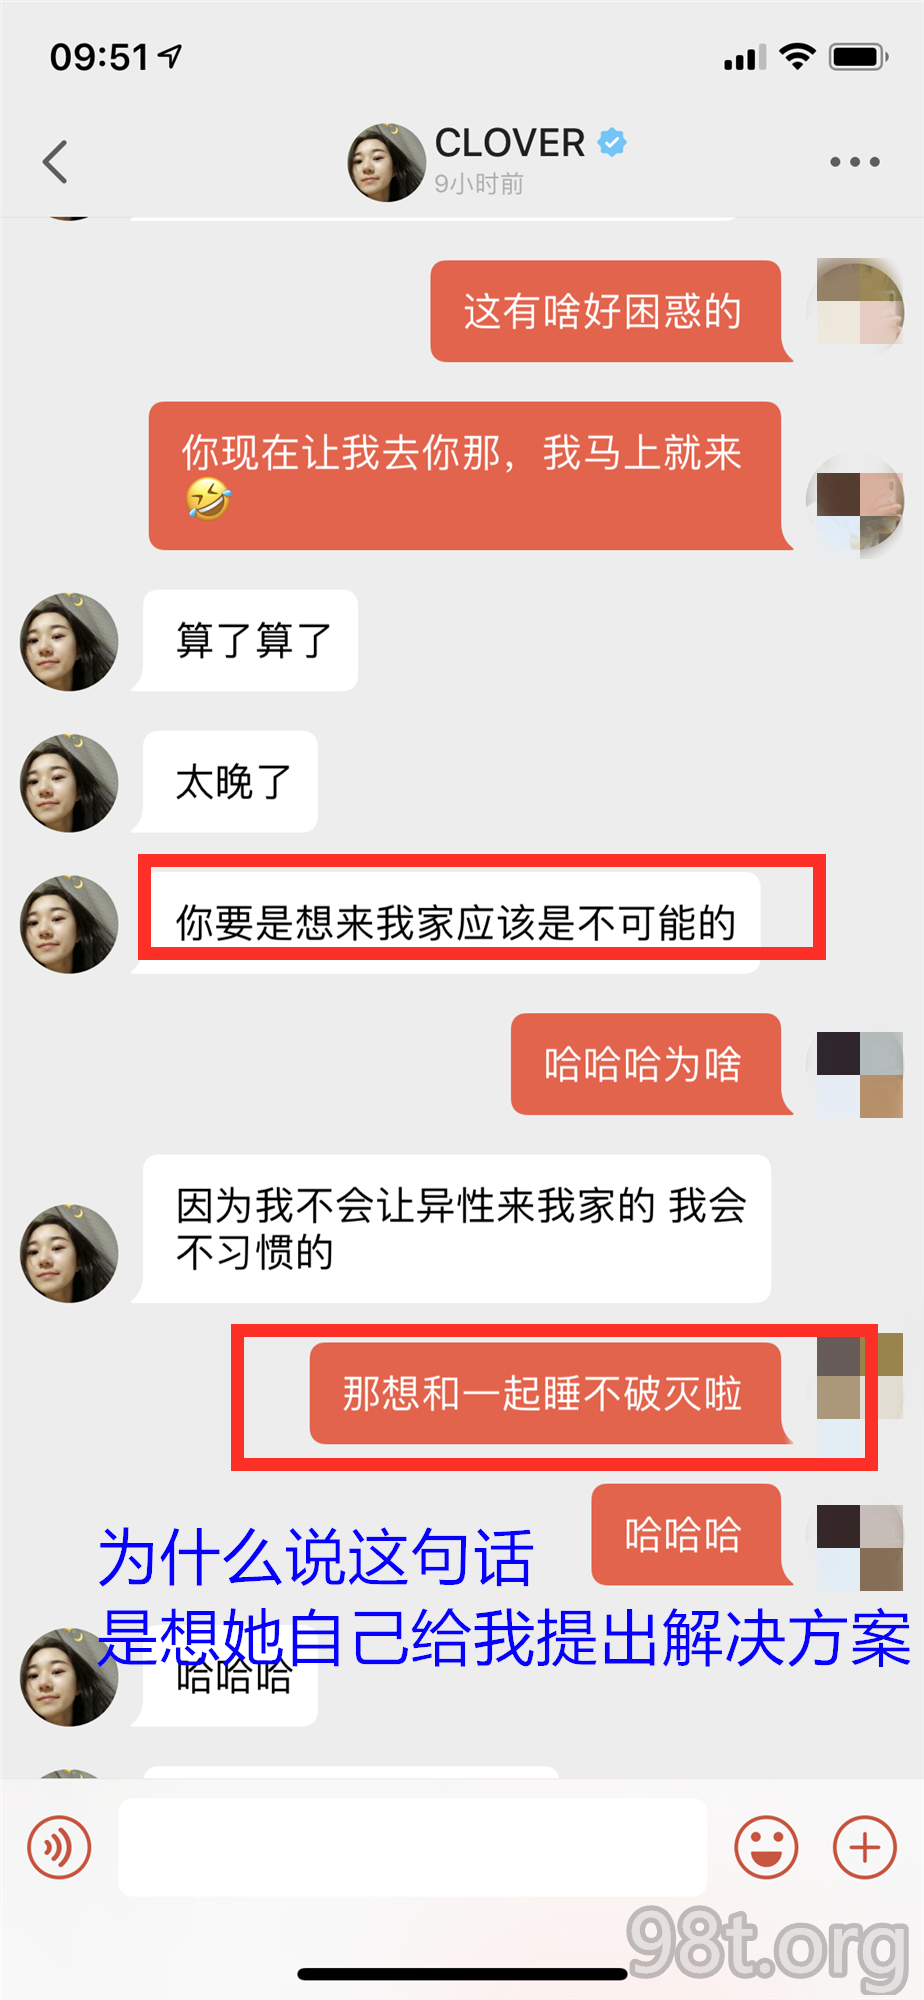 09:51
CLOVER
9小时前
这有啥好困惑的
你现在让我去你那，我马上就来
🤣
算了算了
太晚了
你要是想来我家应该是不可能的
哈哈哈为啥
因为我不会让异性来我家的 我会
不习惯的
那想和一起睡不破灭啦
哈哈哈
为什么说这句话
是想她自己给我提出解决方案
哈哈哈
98t.org